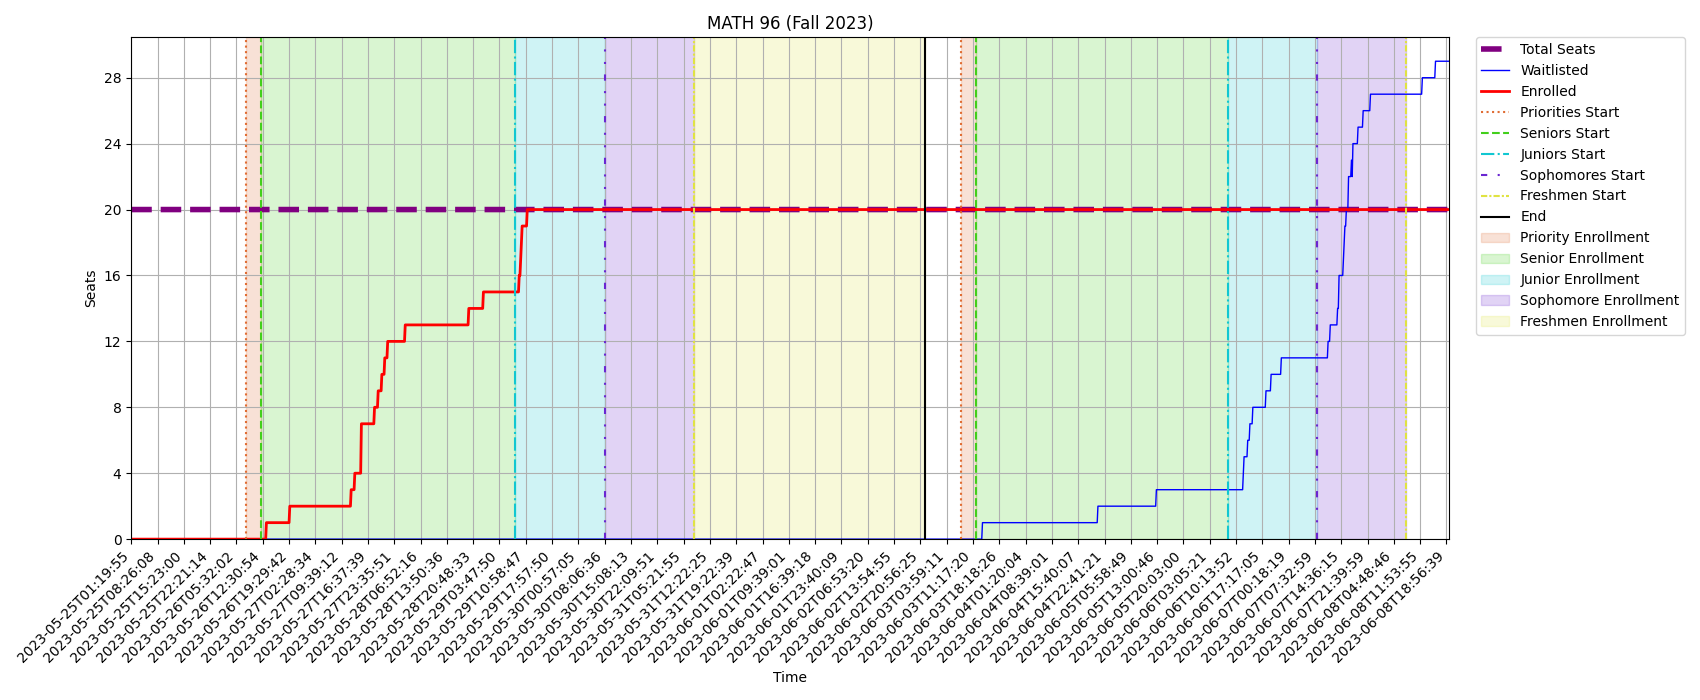 MATH 96 (Fall 2023)
Seats
28
24
20
16
12
8
4
0
2023-05-25T01:19:55
2023-05-25T08:26:08
2023-05-25T15:23:00
2023-05-25T22:21:14
2023-05-26T05:32:02
2023-05-26T12:30:54
2023-05-26T19:29:42
2023-05-27T02:28:34
2023-05-27T09:39:12
2023-05-27T16:37:39
2023-05-27T23:35:51
2023-05-28T06:52:16
2023-05-28T13:50:36
2023-05-28T20:48:37
2023-05-29T03:47:50
2023-05-29T10:58:47
2023-05-29T17:57:50
2023-05-30T00:57:05
2023-05-30T08:06:36
2023-05-30T15:08:13
2023-05-30T22:09:51
2023-05-31T05:21:55
2023-05-31T12:22:25
2023-05-31T19:22:39
2023-06-01T02:22:47
2023-06-01T09:39:01
2023-06-01T16:39:18
2023-06-01T23:40:09
2023-06-02T06:53:20
2023-06-02T13:54:55
2023-06-02T20:56:25
2023-06-03T03:59:11
2023-06-03T11:17:20
2023-06-03T18:18:26
2023-06-04T01:20:04
2023-06-04T08:39:01
2023-06-04T15:40:07
2023-06-04T22:41:21
2023-06-05T05:58:49
2023-06-05T13:00:46
2023-06-05T20:03:00
2023-06-06T03:05:21
2023-06-06T10:13:52
2023-06-06T17:17:05
2023-06-07T00:18:19
2023-06-07T07:32:59
2023-06-07T14:36:15
2023-06-07T21:39:59
2023-06-08T04:48:46
2023-06-08T11:53:55
2023-06-08T18:56:39
Time
Total Seats
Waitlisted
Enrolled
Priorities Start
Seniors Start
Juniors Start
Sophomores Start
Freshmen Start
End
Priority Enrollment
Senior Enrollment
Junior Enrollment
Sophomore Enrollment
Freshmen Enrollment